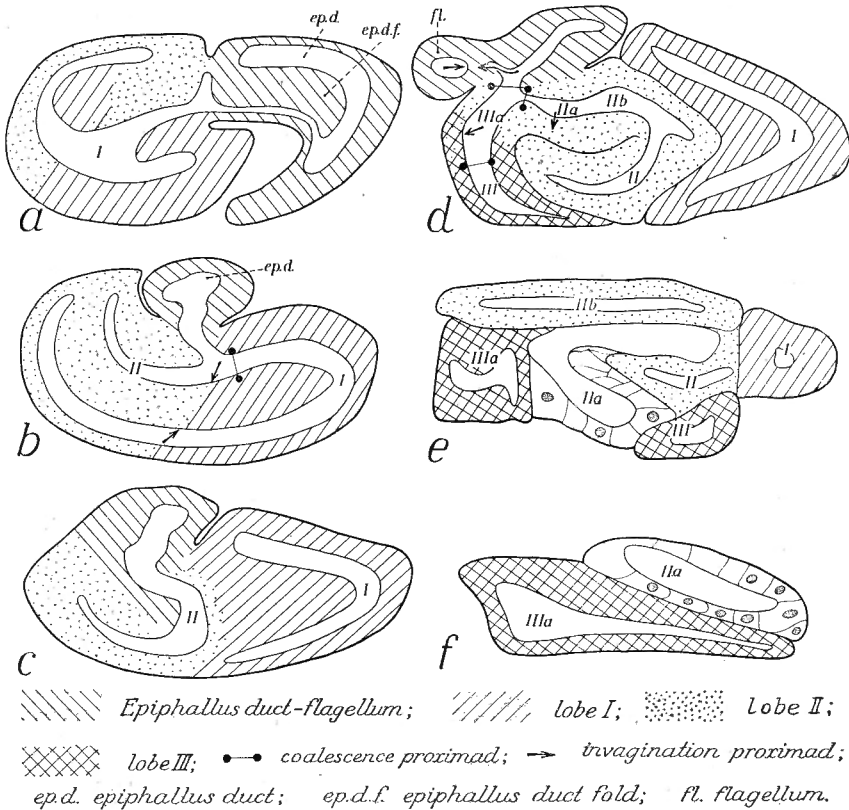 ep.d.
ep.d.f.
I
a
fl.
IIIa
IIa
IIb
I
II
III
d
ep.d.
II
I
b
IIb
IIIa
IIa
II
III
I
e
II
I
c
IIa
IIIa
f
Epiphallus duct-flagellum; lobe I; lobe II;
lobe III; coalescence proximad; invagination proximad;
ep.d. epiphallus duct; ep.d.f. epiphallus duct fold; fl. flagellum.